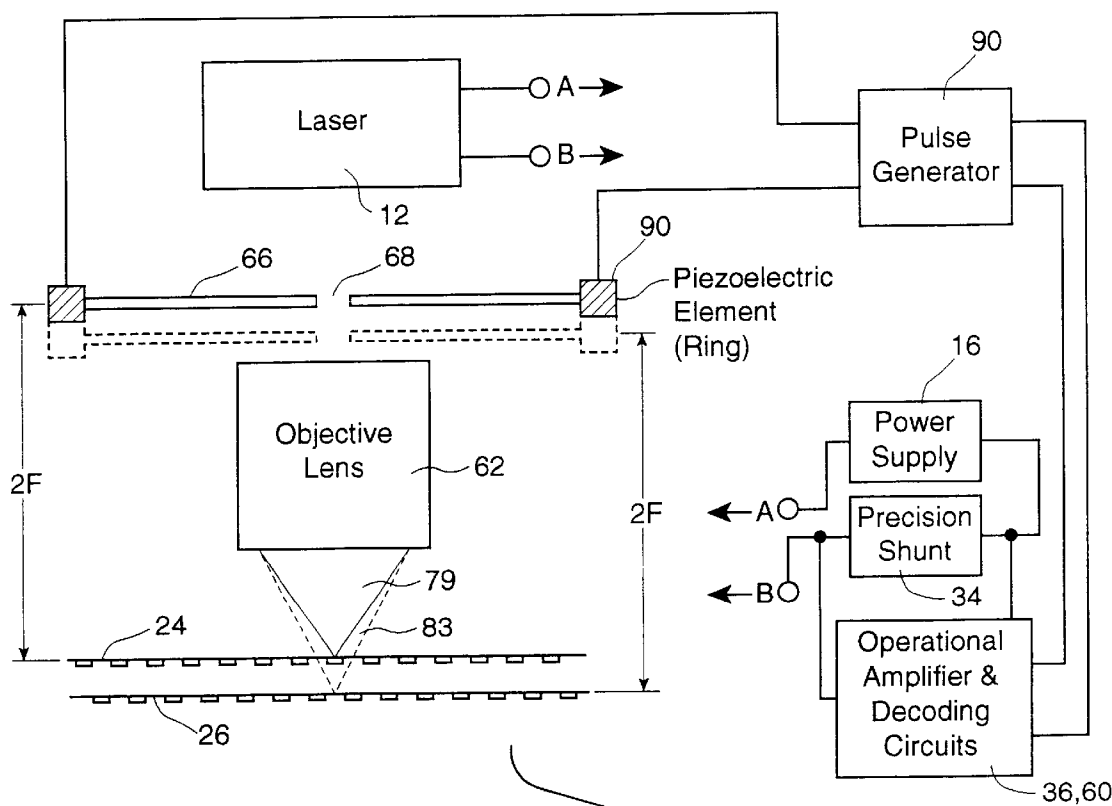 90
Laser
A
B
Pulse
Generator
12
66
68
90
Piezoelectric
Element
(Ring)
16
Power
Supply
Objective
Lens
62
2F
2F
A
Precision
Shunt
B
34
79
83
24
26
Operational
Amplifier &
Decoding
Circuits
36,60